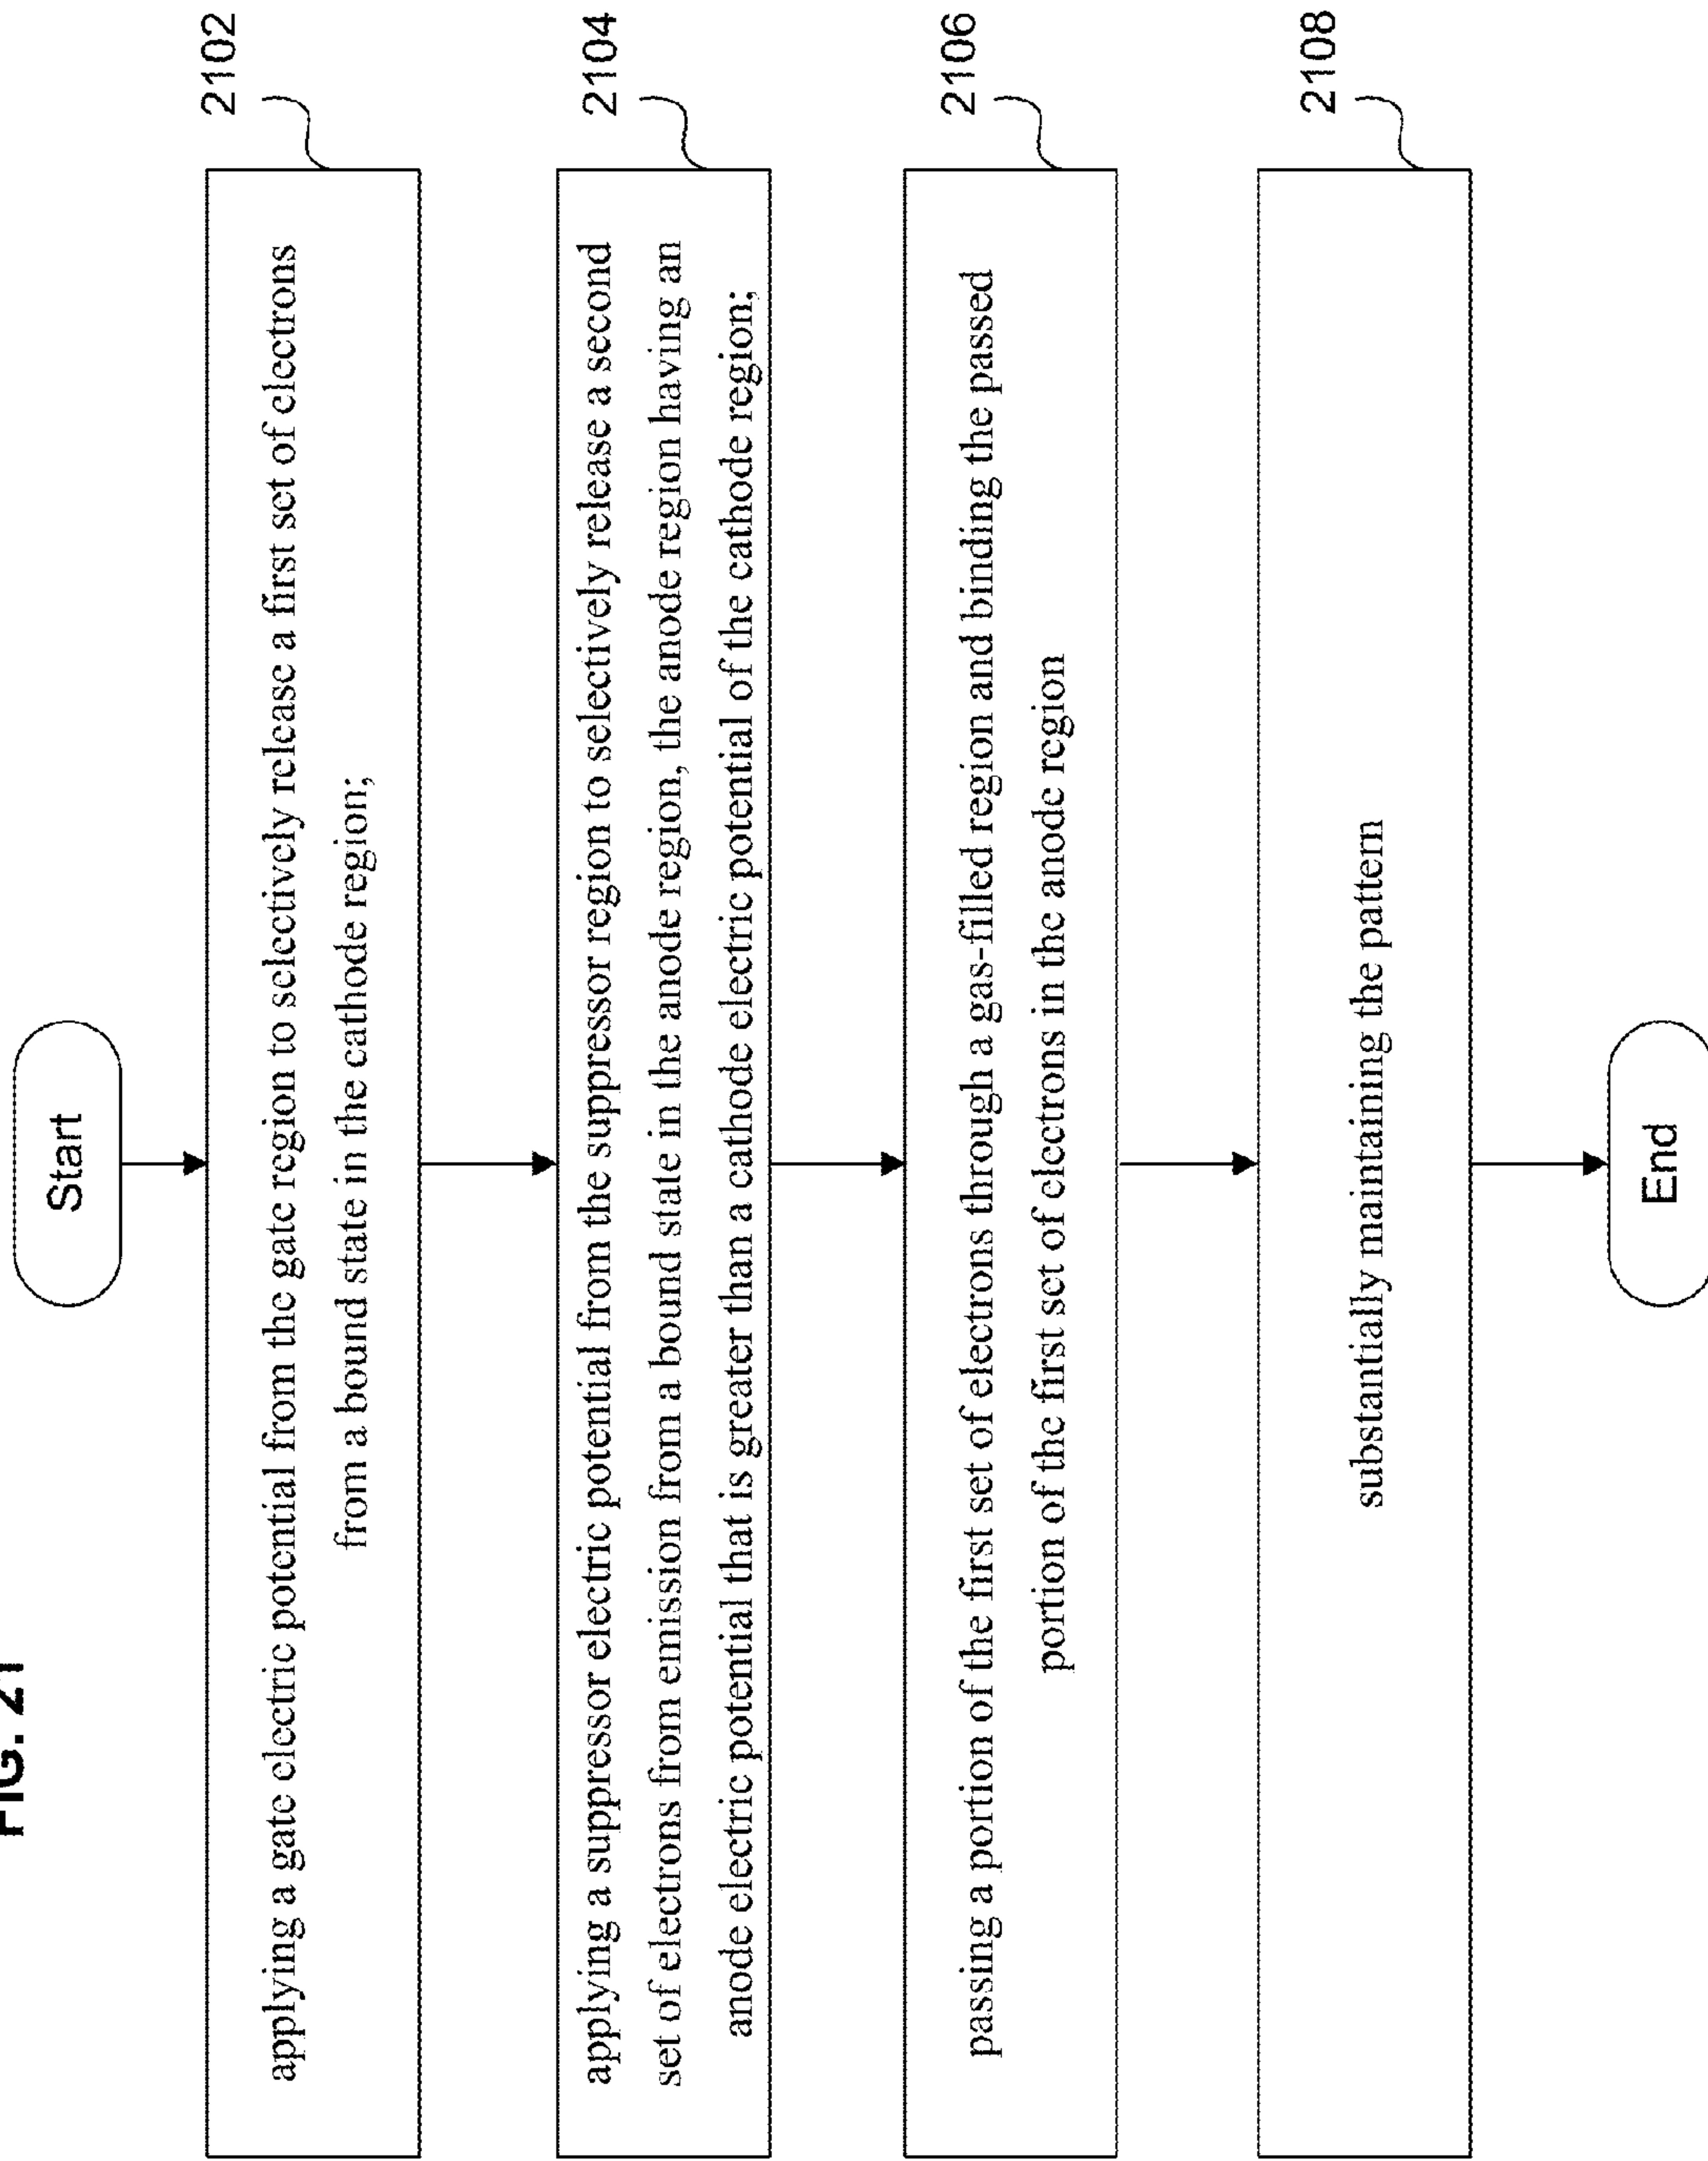 FIG. 21
Start
2102
applying a gate electric potential from the gate region to selectively release a first set of electrons
from a bound state in the cathode region;
2104
applying a suppressor electric potential from the suppressor region to selectively release a second
set of electrons from emission from a bound state in the anode region, the anode region having an
anode electric potential that is greater than a cathode electric potential of the cathode region;
2106
passing a portion of the first set of electrons through a gas-filled region and binding the passed
portion of the first set of electrons in the anode region
2108
substantially maintaining the pattern
End